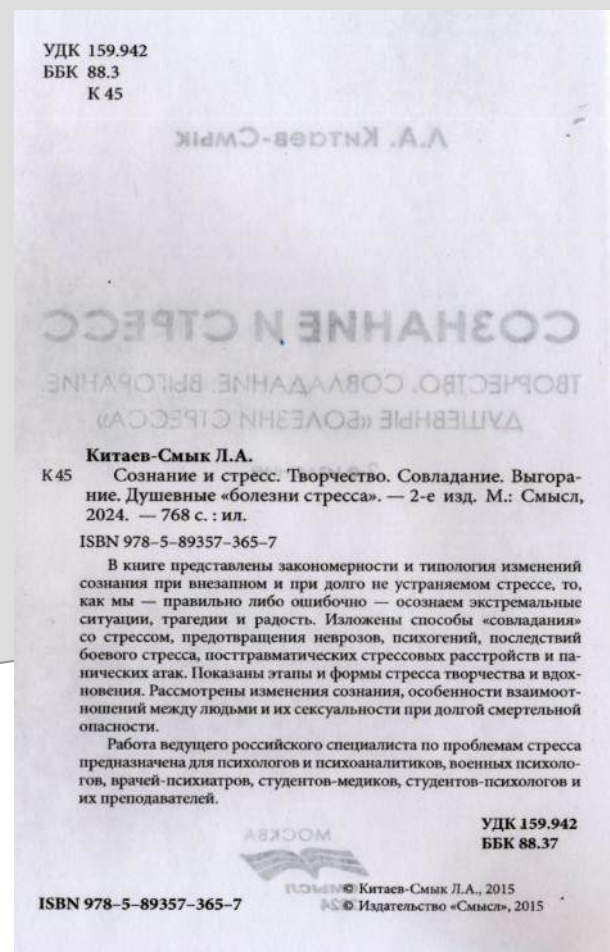 УДК 159.942
ББК 88.3
К 45
Китаев-Смык Л.А.
К45 Сознание и стресс. Творчество. Совладание. Выгора-
ние. Душевные «болезни стресса». — 2-е изд. М.: Смысл,
2024. — 768 с. : ил.
ISBN 978–5–89357–365–7
В книге представлены закономерности и типология изменений
сознания при внезапном и при долго не устраняемом стрессе, то,
как мы — правильно либо ошибочно — осознаем экстремальные
ситуации, трагедии и радость. Изложены способы «совладания»
со стрессом, предотвращения неврозов, психогений, последствий
боевого стресса, посттравматических стрессовых расстройств и па-
нических атак. Показаны этапы и формы стресса творчества и вдох-
новения. Рассмотрены изменения сознания, особенности взаимоот-
ношений между людьми и их сексуальности при долгой смертельной
опасности.
Работа ведущего российского специалиста по проблемам стресса
предназначена для психологов и психоаналитиков, военных психоло-
гов, врачей-психиатров, студентов-медиков, студентов-психологов и
их преподавателей.
УДК 159.942
ББК 88.37
© Китаев-Смык Л.А., 2015
ISBN 978–5–89357–365–7 © Издательство «Смысл», 2015